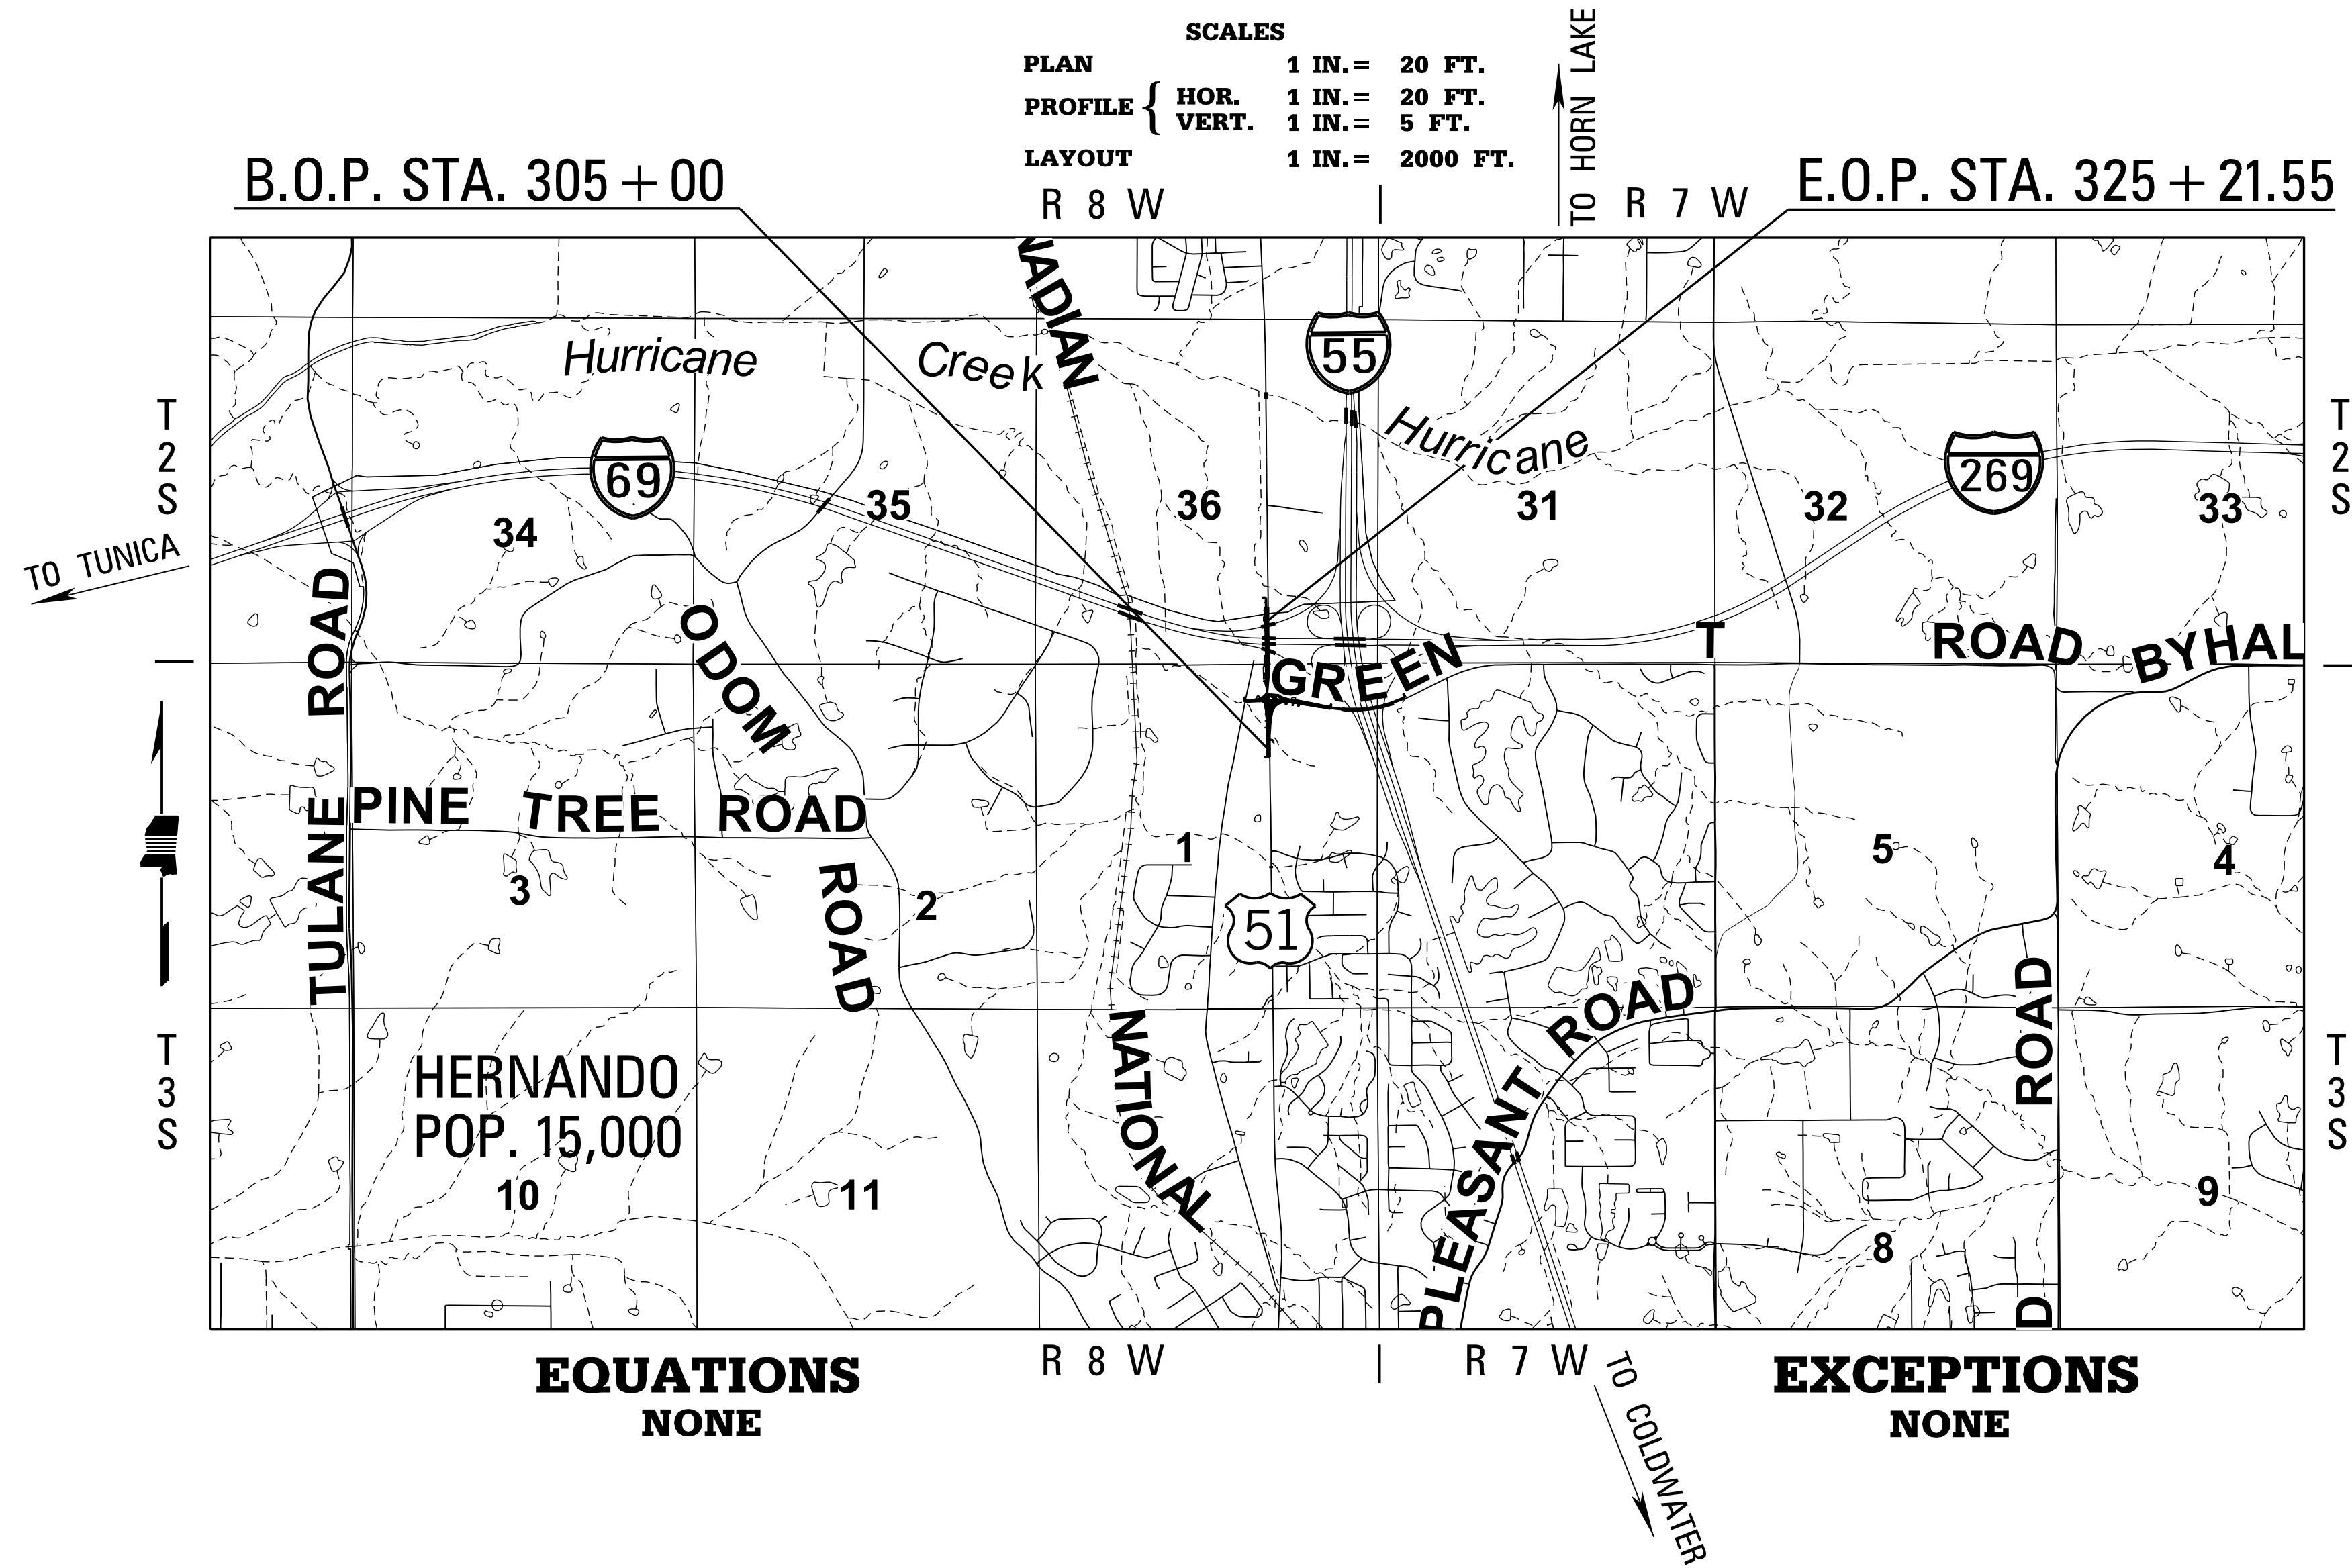 SCALES
PLAN 1 IN.= 20 FT.
PROFILE { HOR. 1 IN.= 20 FT.
VERT. 1 IN.= 5 FT.
LAYOUT 1 IN.= 2000 FT.
TO HORN LAKE
B.O.P. STA. 305+00
E.O.P. STA. 325+21.55
R 8 W
R 7 W
NADIAN
Hurricane Creek
55
Hurricane
T 2 S
69
269
T 2 S
34
35
36
31
32
33
TO TUNICA
TULANE ROAD
ODOM ROAD
GREEN T ROAD
BYHAL
PINE TREE ROAD
3
2
1
5
4
51
NATIONAL
PLEASANT ROAD
ROAD
D
T 3 S
T 3 S
HERNANDO
POP. 15,000
10
11
8
9
R 8 W
R 7 W
TO COLDWATER
EQUATIONS
NONE
EXCEPTIONS
NONE